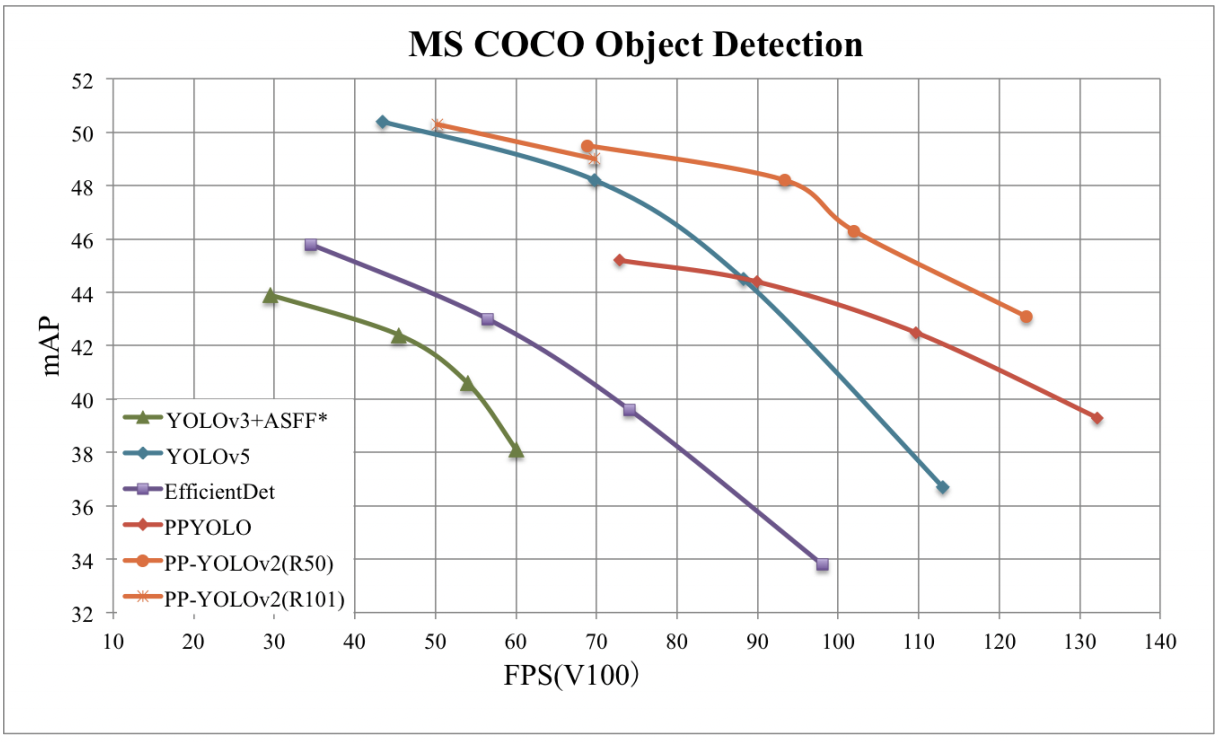 MS COCO Object Detection
52
50
48
46
44
42
40
38
36
34
32
mAP
YOLOv3+ASFF*
YOLOv5
EfficientDet
PPYOLO
PP-YOLOv2(R50)
PP-YOLOv2(R101)
10 20 30 40 50 60 70 80 90 100 110 120 130 140
FPS(V100）